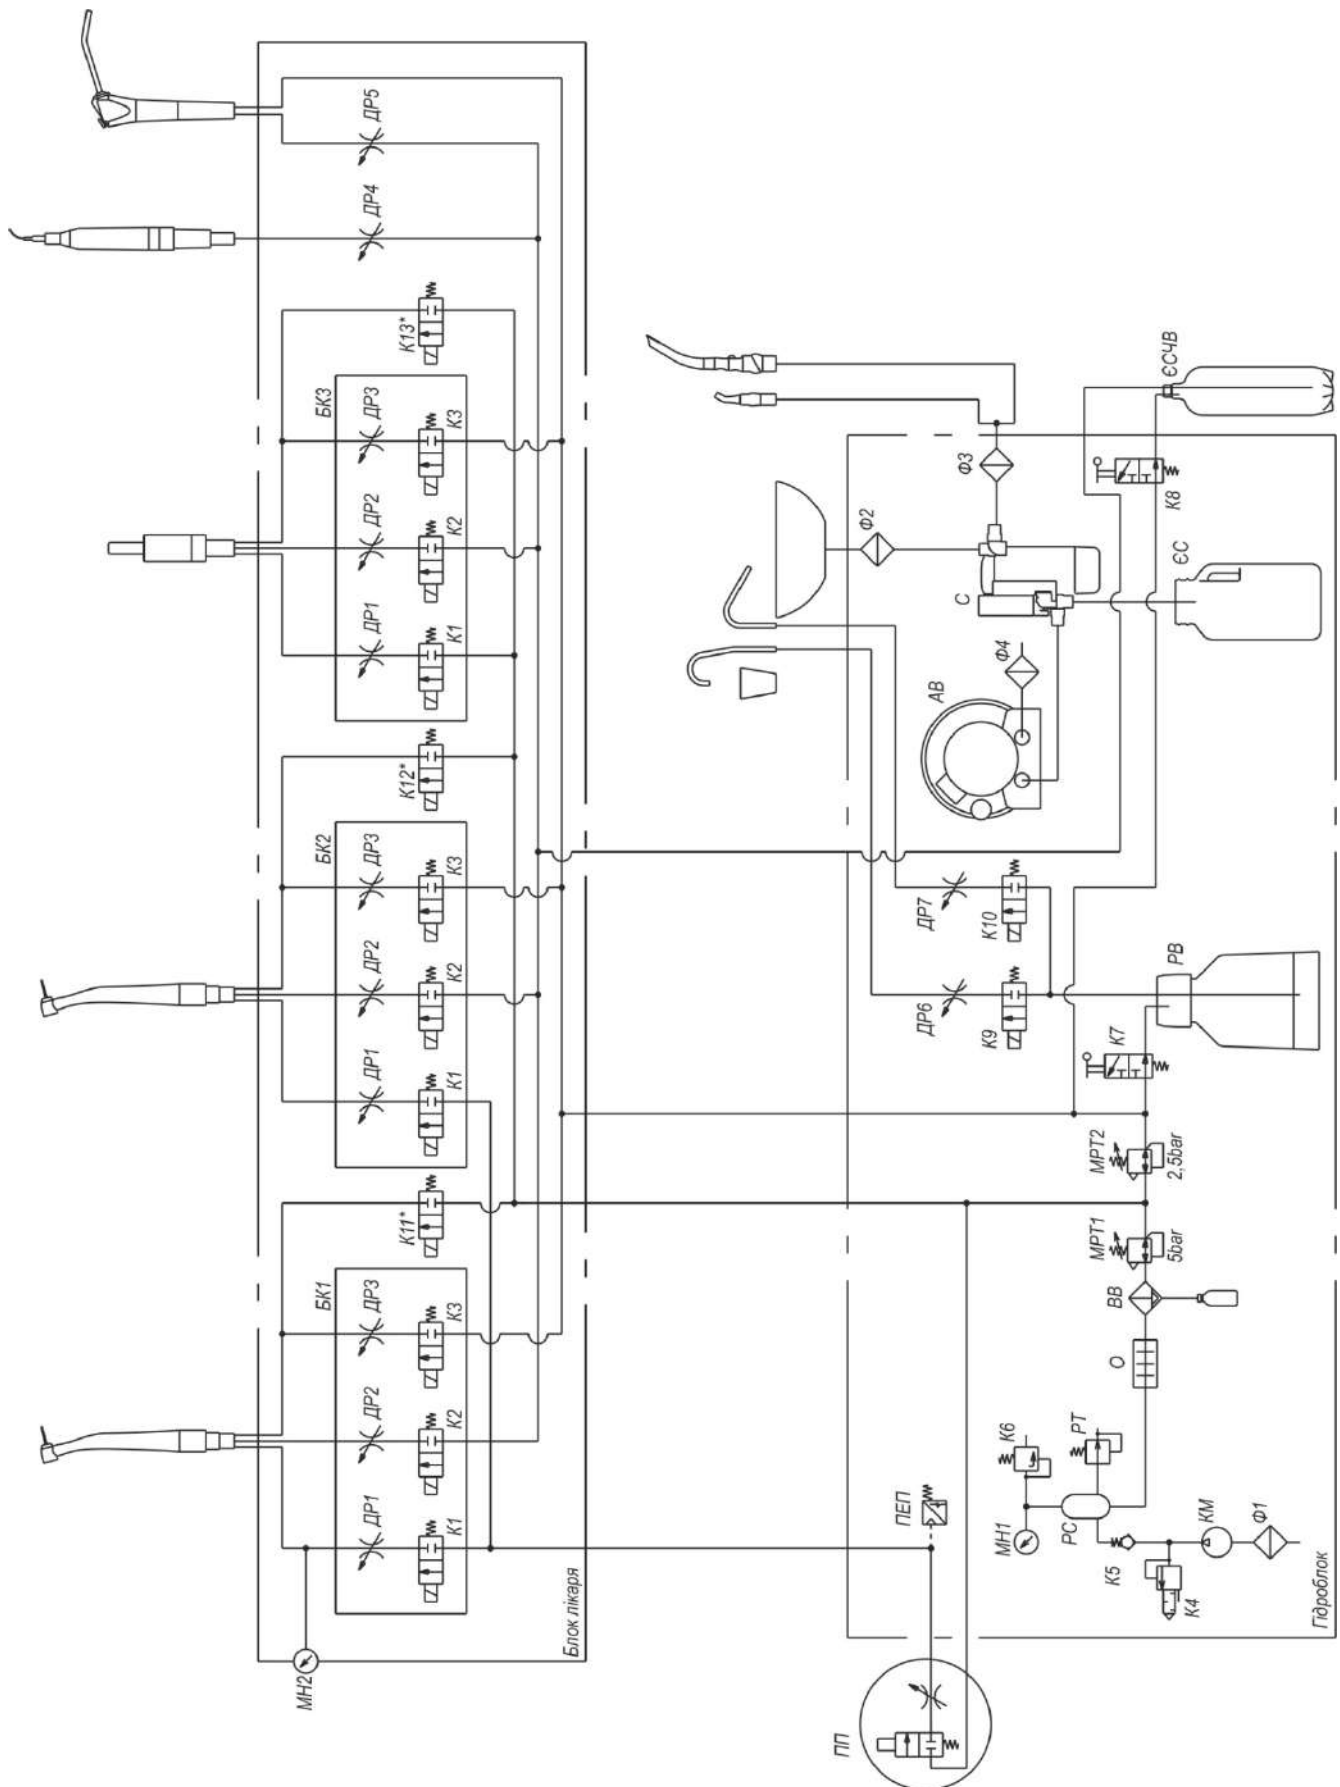 МН2
Блок лікаря
БК1
ДР1
ДР2
ДР3
К1
К2
К3
К11*
БК2
ДР1
ДР2
ДР3
К1
К2
К3
К12*
БК3
ДР1
ДР2
ДР3
К1
К2
К3
К13*
ДР4
ДР5
ПП
ПЕП
ДР6
ДР7
К9
К10
АВ
Ф4
С
Ф2
Ф3
МН1
К6
РС
РТ
К5
КМ
К4
Ф1
О
ВВ
МРТ1
5bar
МРТ2
2,5bar
К7
РВ
ЄС
К8
ЄСЧВ
Гідроблок